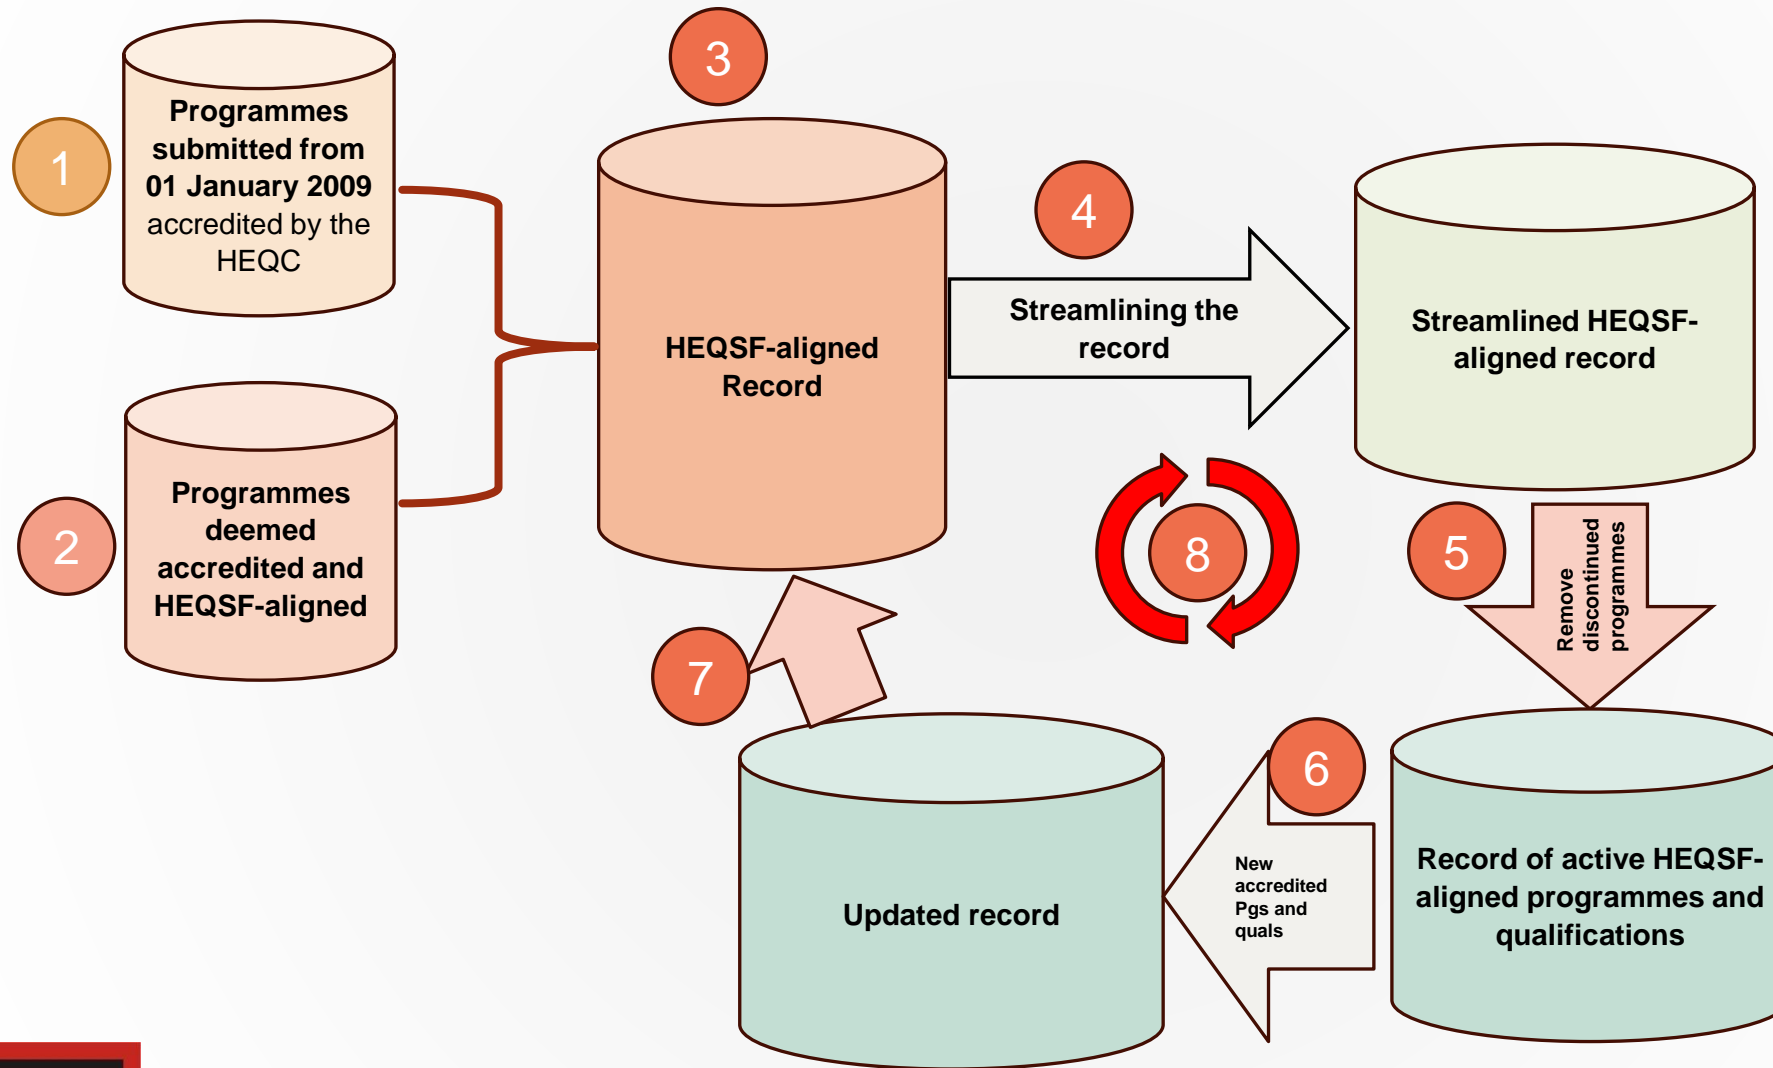 1
Programmes
submitted from
01 January 2009
accredited by the
HEQC
2
Programmes
deemed
accredited and
HEQSF-aligned
3
HEQSF-aligned
Record
4
Streamlining the
record
Streamlined HEQSF-
aligned record
5
Remove
discontinued
programmes
Record of active HEQSF-
aligned programmes and
qualifications
6
New
accredited
Pgs and
quals
Updated record
7
8